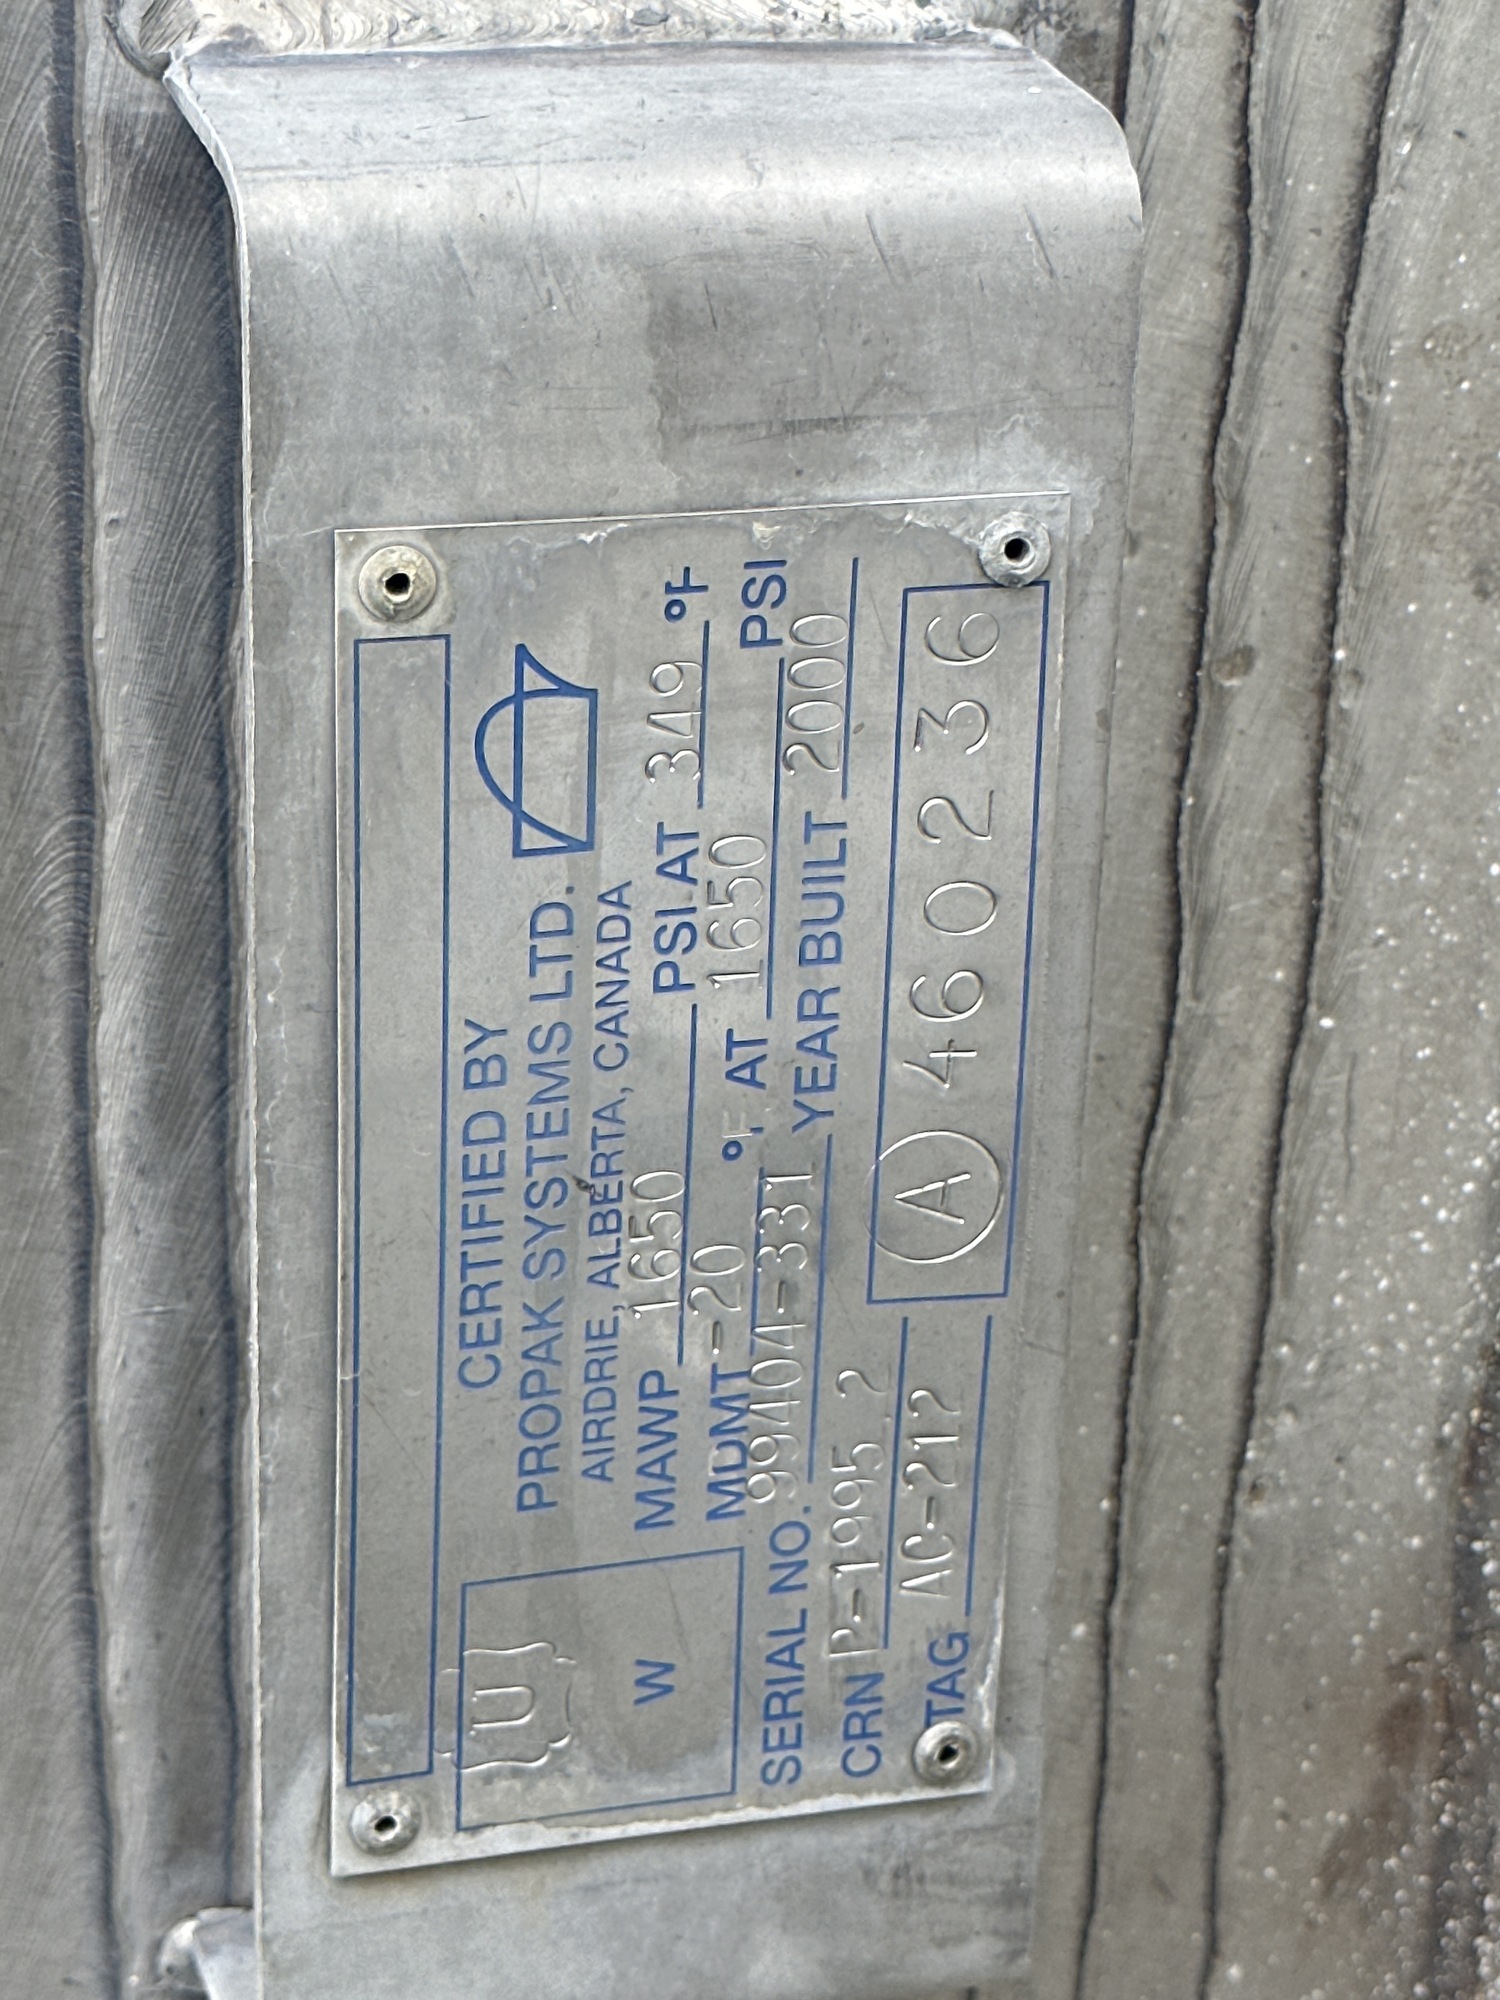 CERTIFIED BY
PROPAK SYSTEMS LTD.
AIRDRIE, ALBERTA, CANADA
U
W
MAWP 1650 PSI AT 349 °F
MDMT -20 °F AT 1650 PSI
SERIAL NO. 99404-331 YEAR BUILT 2000
CRN P-1995.2
TAG AC-212
A 460236